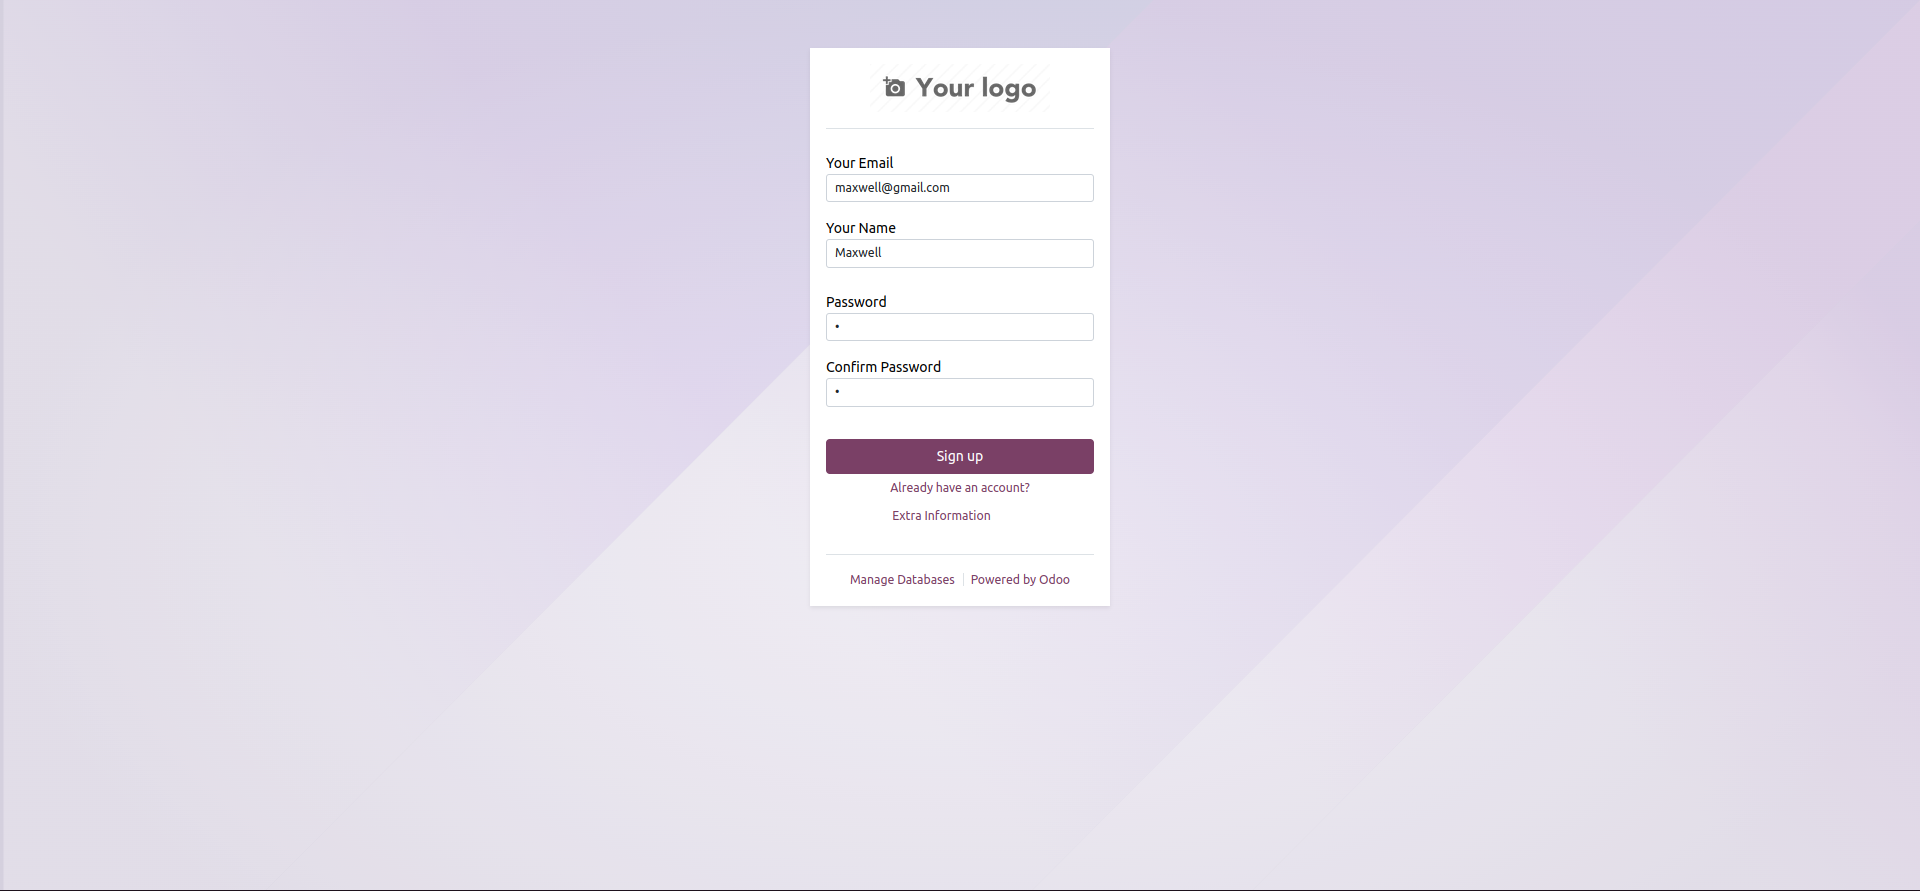 Your logo
Your Email
maxwell@gmail.com
Your Name
Maxwell
Password
•
Confirm Password
•
Sign up
Already have an account?
Extra Information
Manage Databases | Powered by Odoo